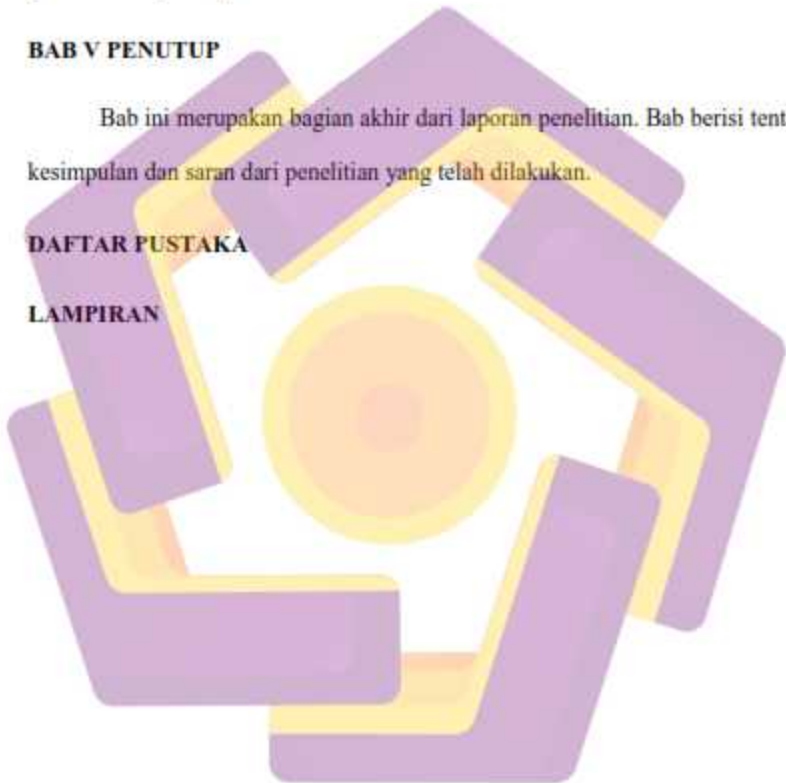 BAB V PENUTUP
Bab ini merupakan bagian akhir dari laporan penelitian. Bab berisi tent
kesimpulan dan saran dari penelitian yang telah dilakukan.
DAFTAR PUSTAKA
LAMPIRAN